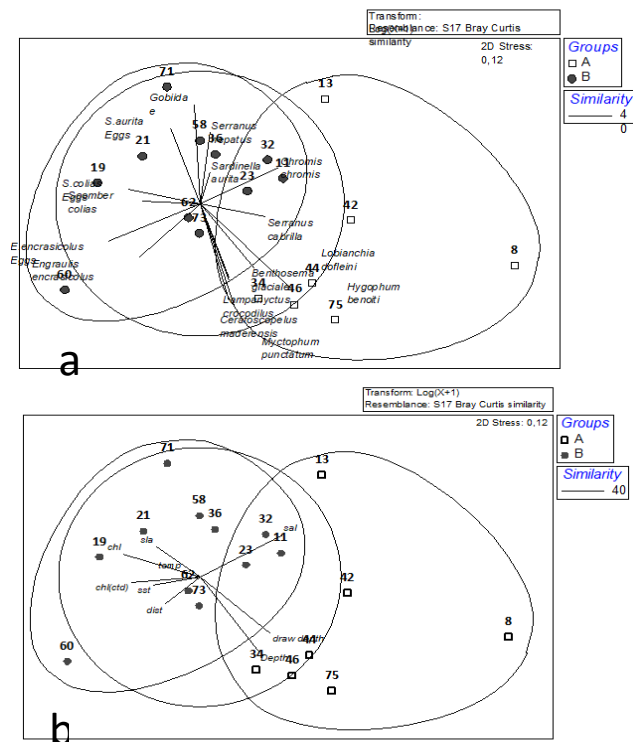 Transform:
Log(X+1)
Resemblance: S17 Bray Curtis
similarity
2D Stress:
0,12
Groups
A
B
Similarity
4
0
71
13
Gobiida
e
S.aurita
Eggs
58
Serranus
hepatus
36
21
32
Chromis
chromis
11
Sardinella
aurita
23
19
S.colias
Eggs
Scomber
colias
62
73
42
Serranus
cabrilla
E encrasicolus
Eggs
Engraulis
encrasicolus
60
8
Lobianchia
dofleini
44
Benthosema
glaciale
34
46
Hygophum
benoiti
75
Lampanyctus
crocodilus
Ceratoscopelus
maderensis
Myctophum
punctatum
a
Transform: Log(X+1)
Resemblance: S17 Bray Curtis similarity
2D Stress: 0,12
Groups
A
B
Similarity
40
71
13
58
21
36
32
sal
19
sla
11
chl
23
temp
62
chl(ctd)
sst
73
dist
42
8
draw depth
44
34
Depth
46
75
60
b